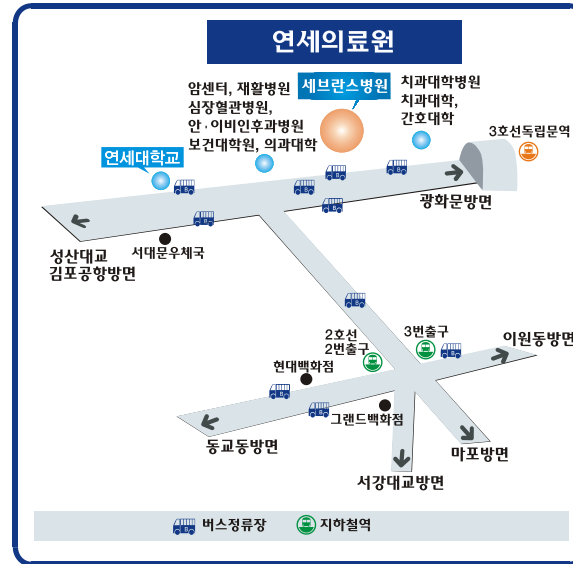 연세의료원
암센터, 재활병원
심장혈관병원,
안·이비인후과병원
보건대학원, 의과대학
세브란스병원
치과대학병원
치과대학,
간호대학
3호선독립문역
연세대학교
광화문방면
성산대교
김포공항방면
서대문우체국
2호선
2번출구
3번출구
이원동방면
현대백화점
그랜드백화점
동교동방면
마포방면
서강대교방면
버스정류장
지하철역